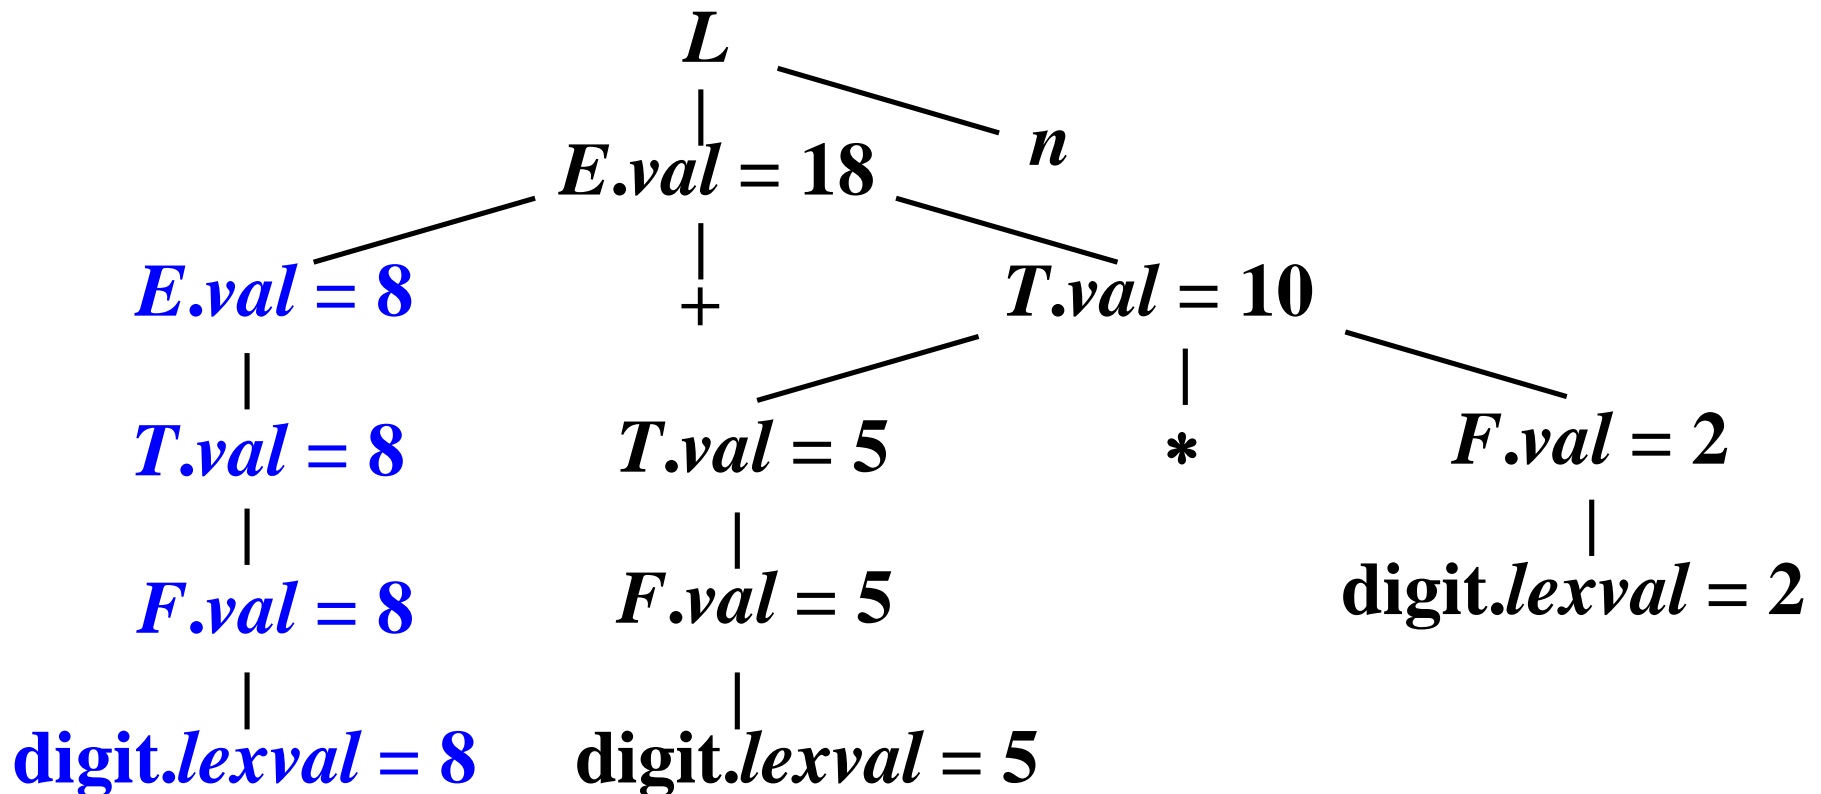 L
n
E.val = 18
E.val = 8 + T.val = 10
T.val = 8 T.val = 5 * F.val = 2
F.val = 8 F.val = 5 digit.lexval = 2
digit.lexval = 8 digit.lexval = 5